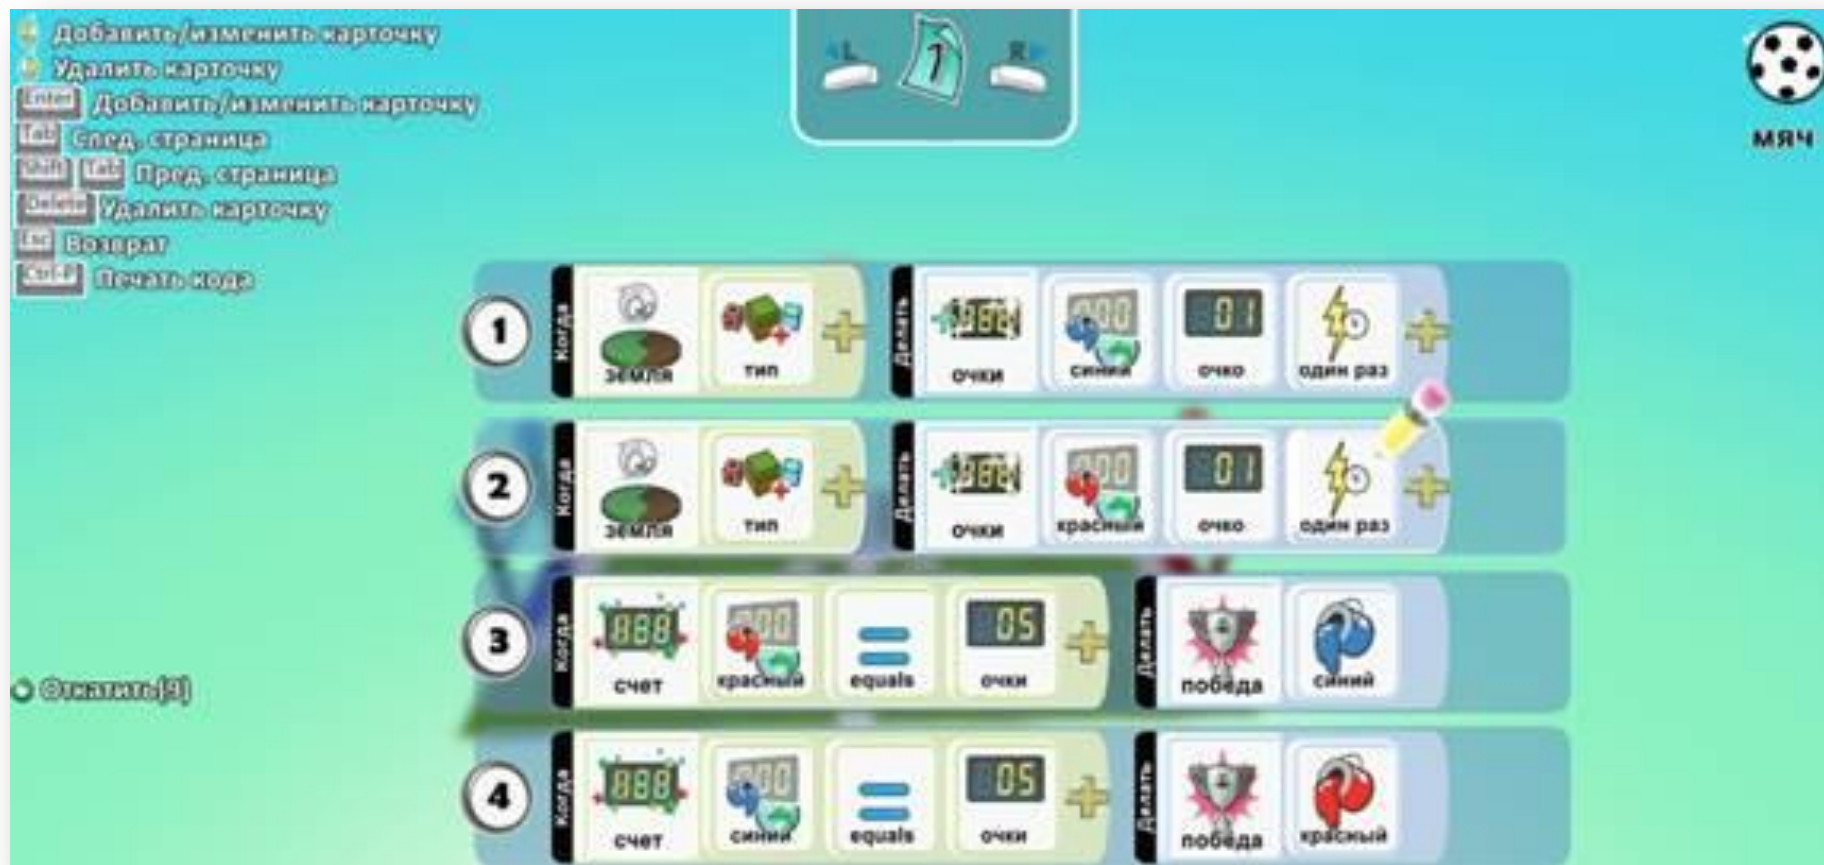 Добавить/изменить карточку
Удалить карточку
Enter Добавить/изменить карточку
Tab След. страница
Shift Tab Пред. страница
Delete Удалить карточку
Esc Возврат
Ctrl-P Печать кода
L 1 R
мяч
1 Когда земля тип Делать очки синий очко один раз
01
2 Когда земля тип Делать очки красный очко один раз
01
3 Когда счет красный equals очки Делать победа синий
05
Откатить(9)
4 Когда счет синий equals очки Делать победа красный
05